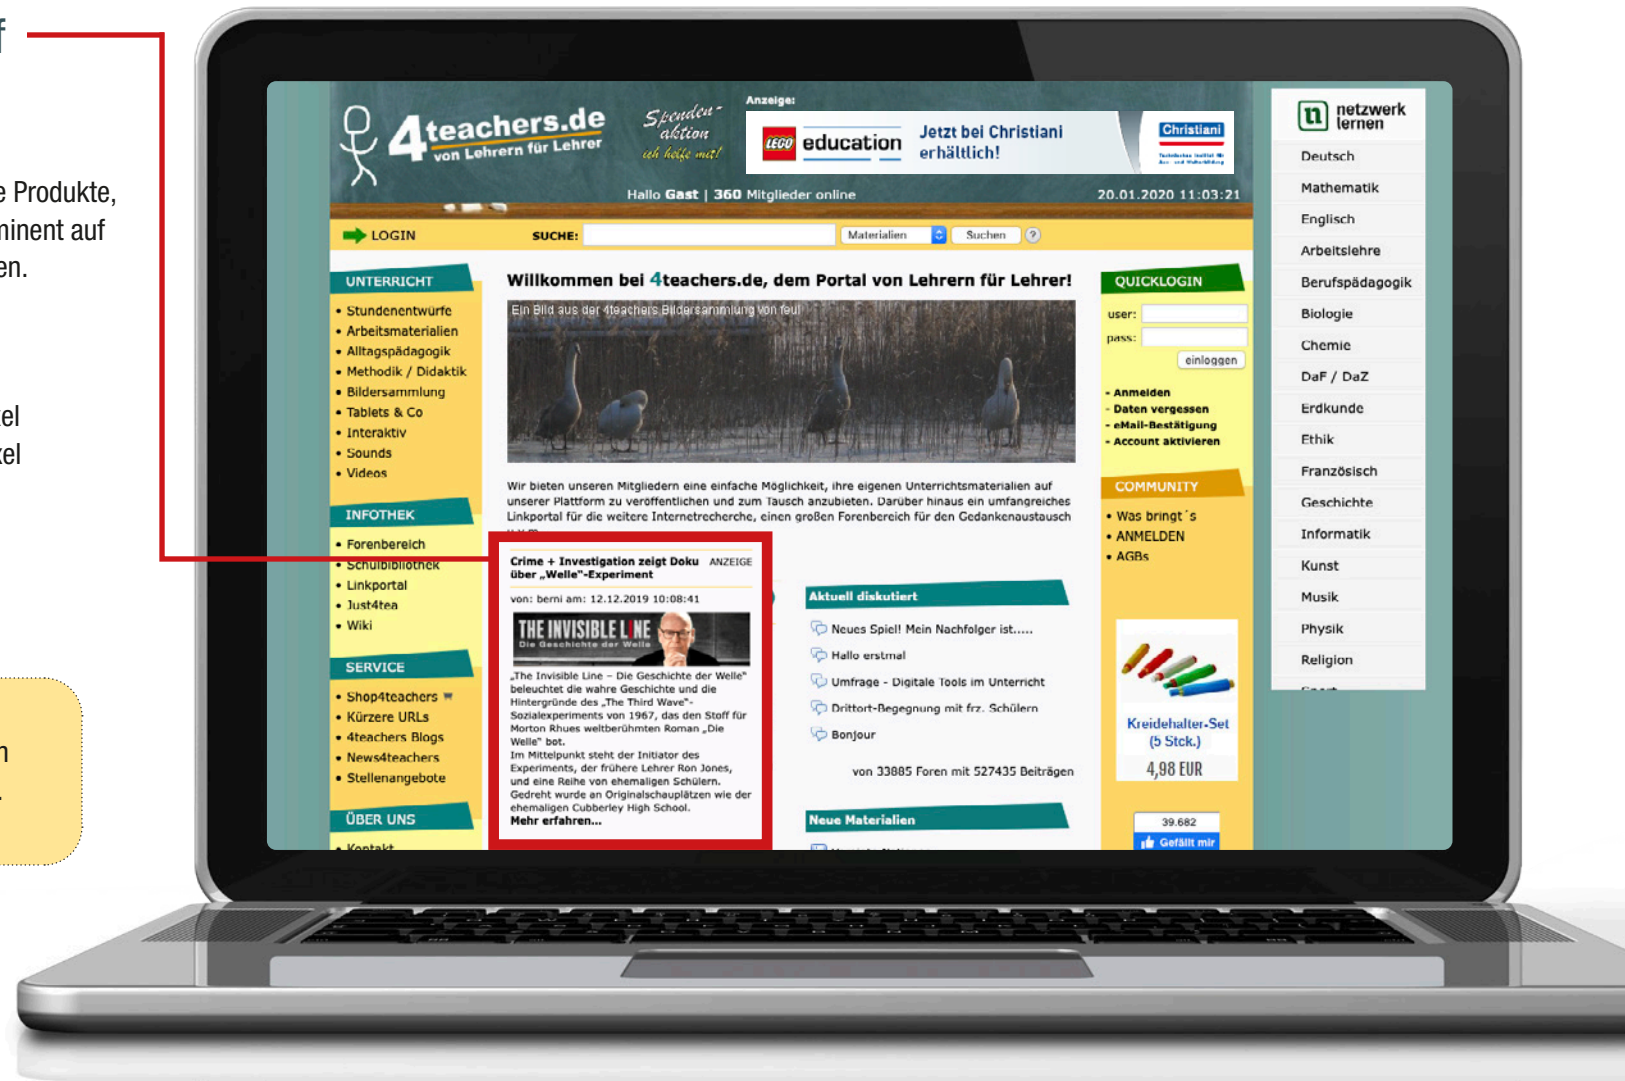 f
e Produkte,
minent auf
en.
el
kel
n
.
4teachers.de
von Lehrern für Lehrer
Spenden-
aktion
ich helfe mit!
Anzeige:
LEGO education
Jetzt bei Christiani
erhältlich!
Christiani
Hallo Gast | 360 Mitglieder online
20.01.2020 11:03:21
LOGIN
SUCHE:
Materialien
Suchen
?
UNTERRICHT
• Stundenentwürfe
• Arbeitsmaterialien
• Alltagspädagogik
• Methodik / Didaktik
• Bildersammlung
• Tablets & Co
• Interaktiv
• Sounds
• Videos
INFOTHEK
• Forenbereich
• Schulbibliothek
• Linkportal
• Just4tea
• Wiki
SERVICE
• Shop4teachers
• Kürzere URLs
• 4teachers Blogs
• News4teachers
• Stellenangebote
ÜBER UNS
• Kontakt
Willkommen bei 4teachers.de, dem Portal von Lehrern für Lehrer!
Ein Bild aus der 4teachers Bildersammlung von feul
Wir bieten unseren Mitgliedern eine einfache Möglichkeit, ihre eigenen Unterrichtsmaterialien auf
unserer Plattform zu veröffentlichen und zum Tausch anzubieten. Darüber hinaus ein umfangreiches
Linkportal für die weitere Internetrecherche, einen großen Forenbereich für den Gedankenaustausch
Crime + Investigation zeigt Doku
über „Welle“-Experiment
ANZEIGE
von: berni am: 12.12.2019 10:08:41
THE INVISIBLE LINE
Die Geschichte der Welle
„The Invisible Line – Die Geschichte der Welle“
beleuchtet die wahre Geschichte und die
Hintergründe des „The Third Wave“-
Sozialexperiments von 1967, das den Stoff für
Morton Rhues weltberühmten Roman „Die
Welle“ bot.
Im Mittelpunkt steht der Initiator des
Experiments, der frühere Lehrer Ron Jones,
und eine Reihe von ehemaligen Schülern.
Gedreht wurde an Originalschauplätzen wie der
ehemaligen Cubberley High School.
Mehr erfahren...
Aktuell diskutiert
Neues Spiel! Mein Nachfolger ist.....
Hallo erstmal
Umfrage - Digitale Tools im Unterricht
Drittort-Begegnung mit frz. Schülern
Bonjour
von 33885 Foren mit 527435 Beiträgen
Neue Materialien
QUICKLOGIN
user:
pass:
einloggen
- Anmelden
- Daten vergessen
- eMail-Bestätigung
- Account aktivieren
COMMUNITY
• Was bringt´s
• ANMELDEN
• AGBs
Kreidehalter-Set
(5 Stck.)
4,98 EUR
39.682
Gefällt mir
n netzwerk
lernen
Deutsch
Mathematik
Englisch
Arbeitslehre
Berufspädagogik
Biologie
Chemie
DaF / DaZ
Erdkunde
Ethik
Französisch
Geschichte
Informatik
Kunst
Musik
Physik
Religion